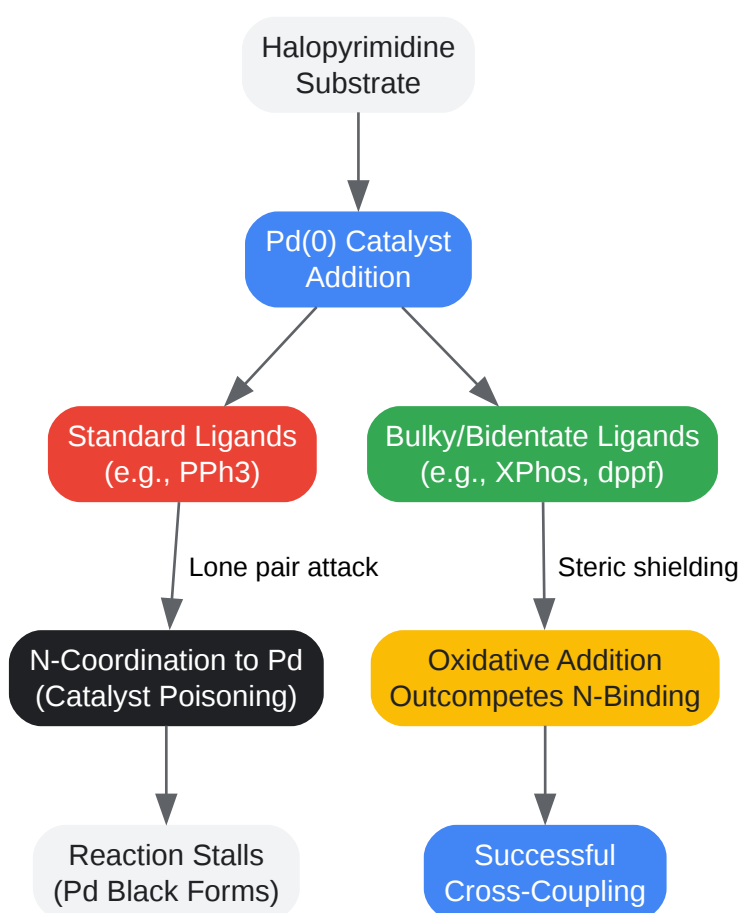 Halopyrimidine
Substrate
Pd(0) Catalyst
Addition
Standard Ligands
(e.g., PPh3)
Bulky/Bidentate Ligands
(e.g., XPhos, dppf)
Lone pair attack
Steric shielding
N-Coordination to Pd
(Catalyst Poisoning)
Oxidative Addition
Outcompetes N-Binding
Reaction Stalls
(Pd Black Forms)
Successful
Cross-Coupling